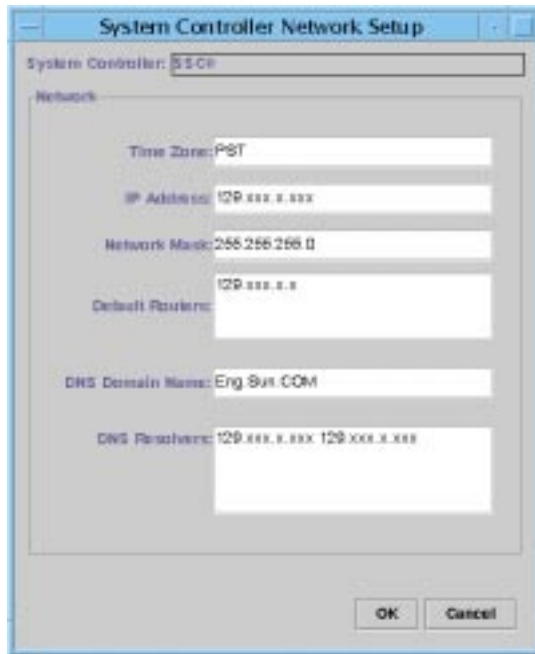 System Controller Network Setup
System Controller:
Network
Time Zone: PST
IP Address: 129.xxx.x.xxx
Network Mask: 255.255.255.0
Default Routers: 129.xxx.x.x
DNS Domain Name: Eng.Sun.COM
DNS Resolvers: 129.xxx.x.xxx 129.xxx.x.xxx
OK Cancel